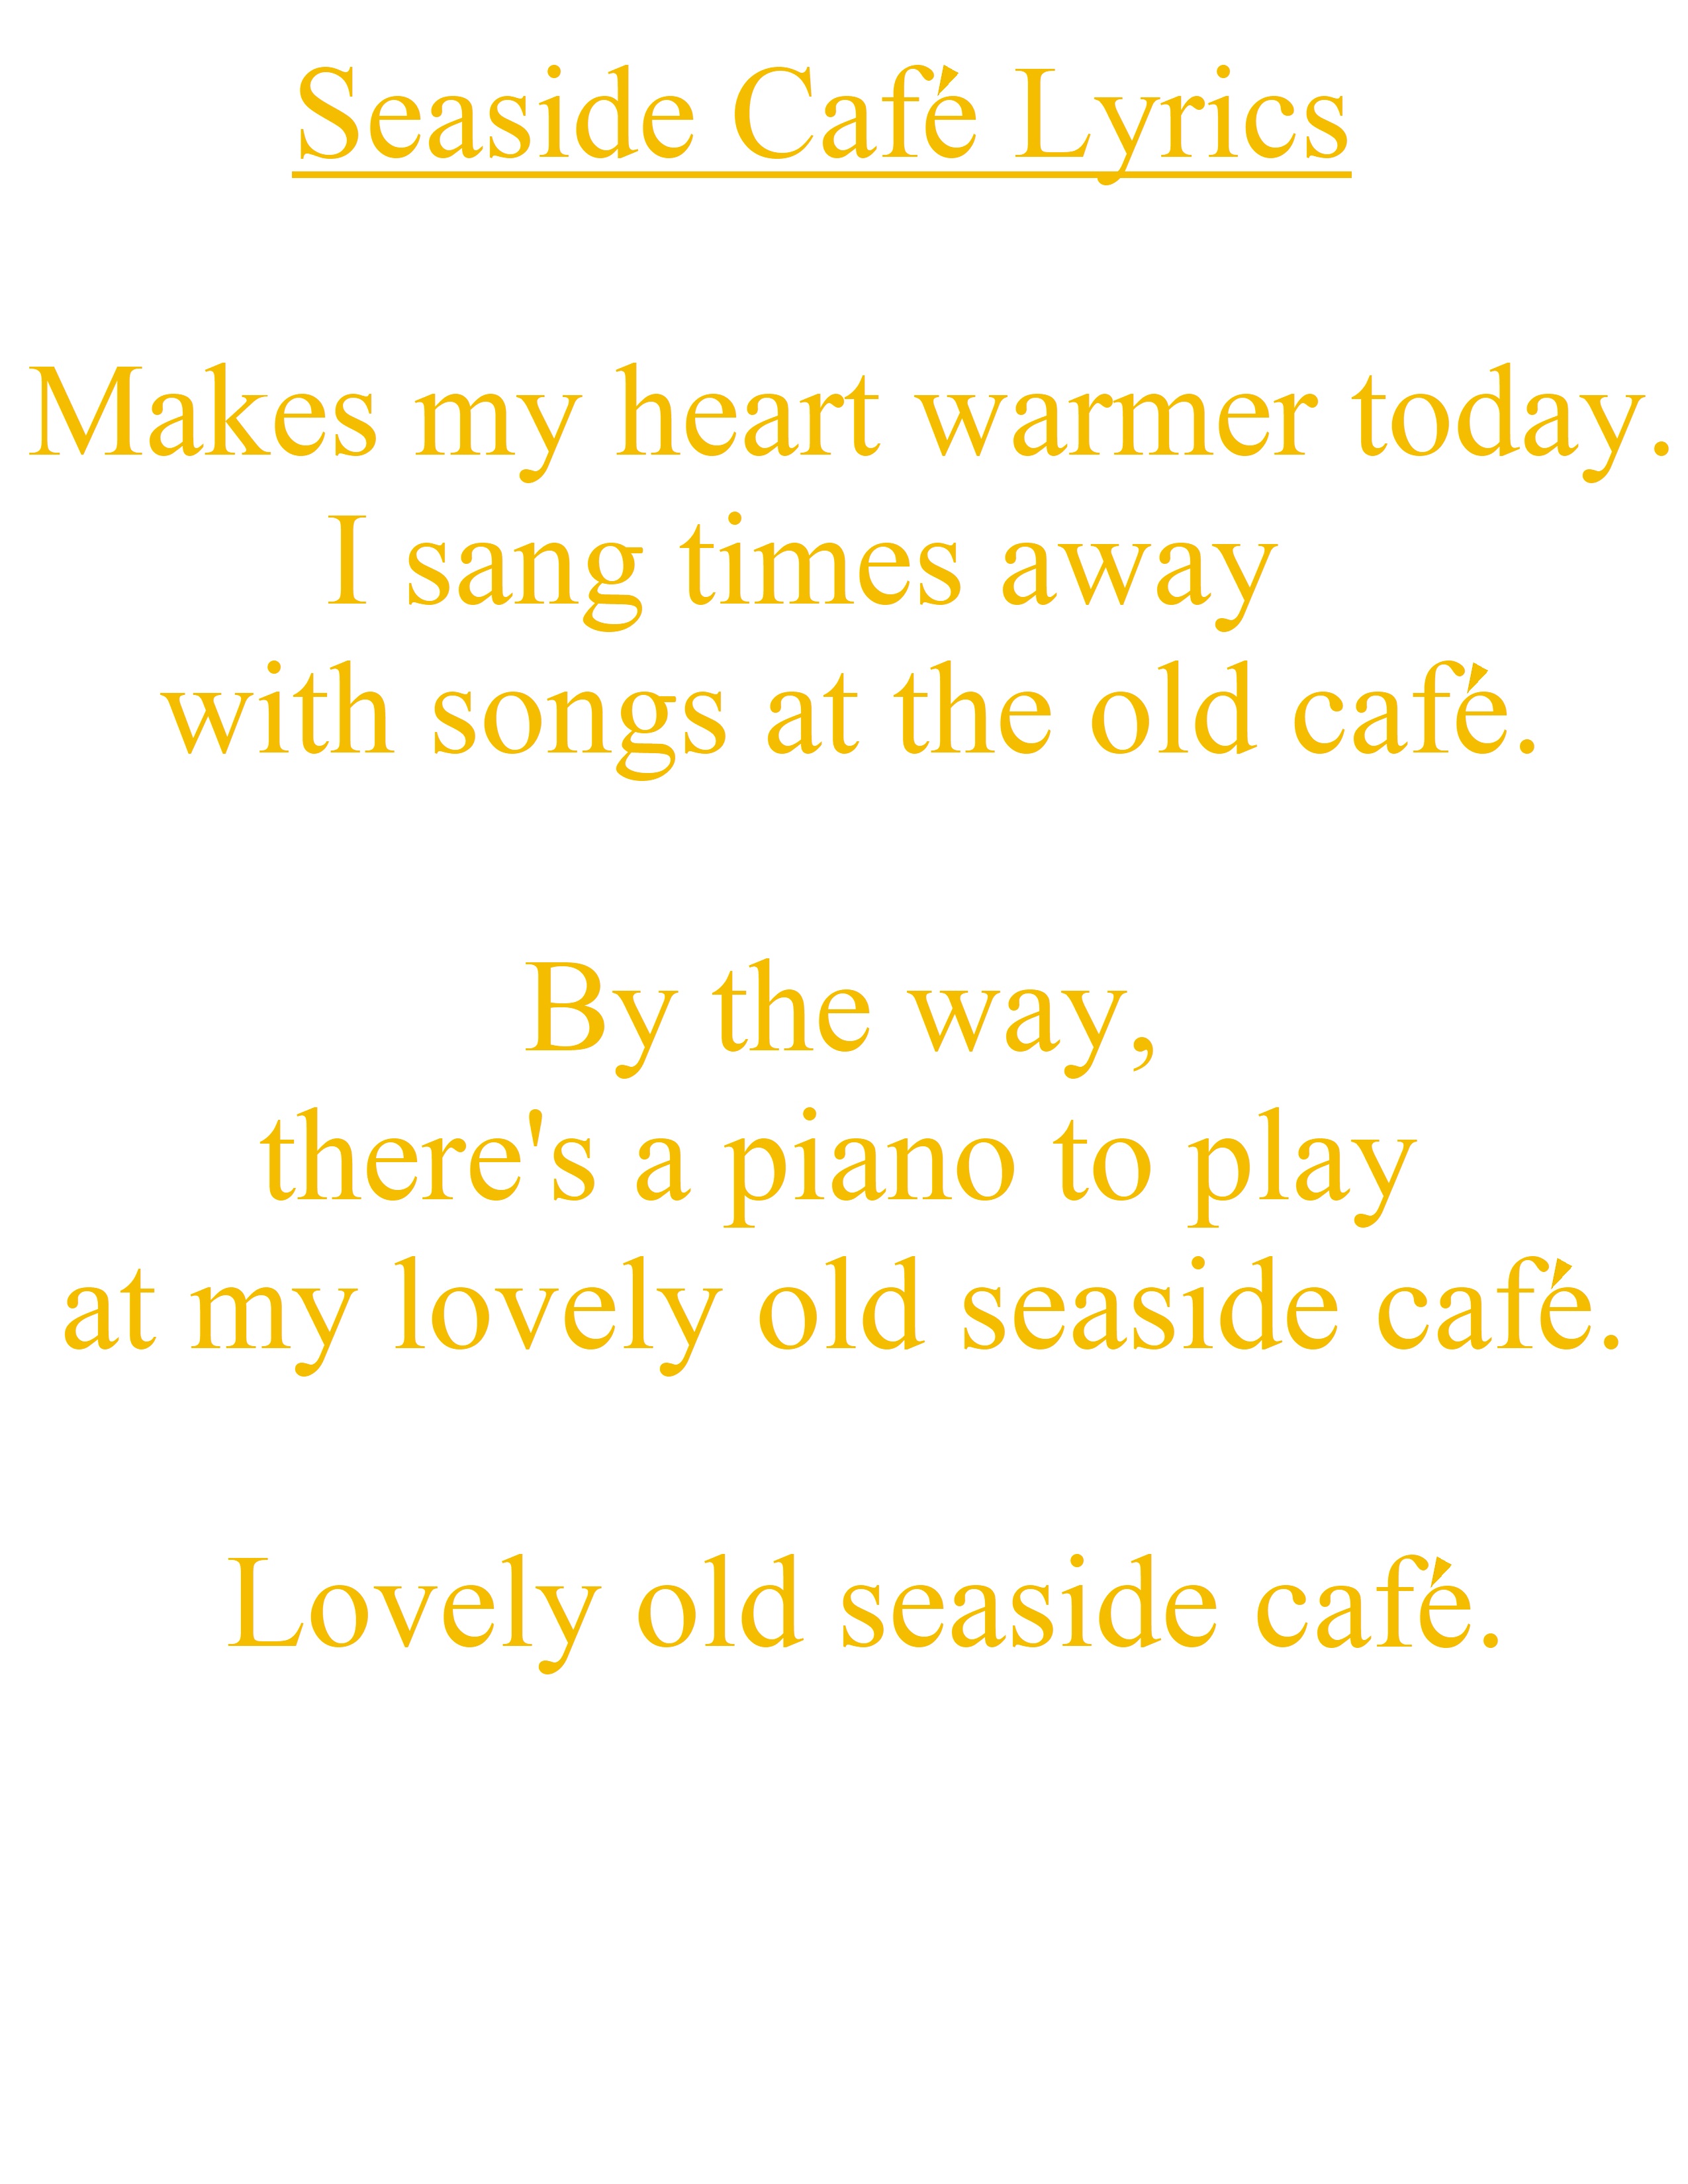 Seaside Café Lyrics
Makes my heart warmer today.
I sang times away
with songs at the old café.
By the way,
there's a piano to play
at my lovely old seaside café.
Lovely old seaside café.